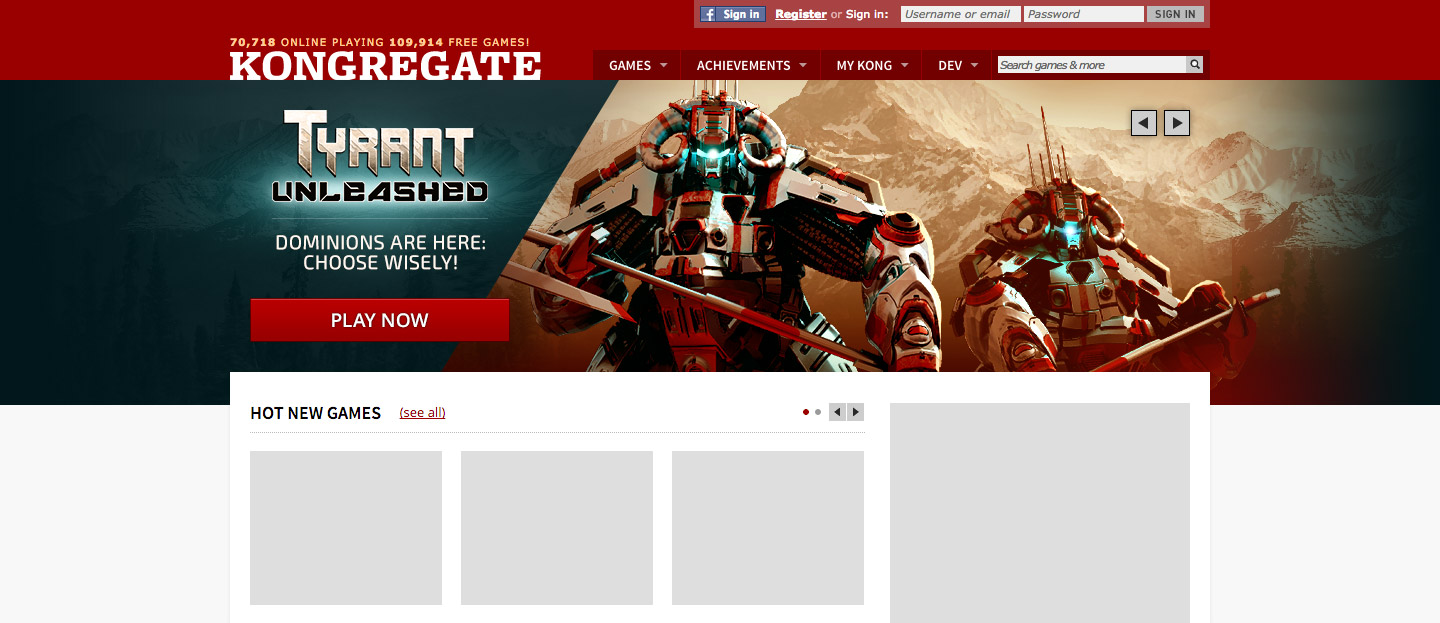 f Sign in Register or Sign in: Username or email Password SIGN IN
70,718 ONLINE PLAYING 109,914 FREE GAMES!
KONGREGATE
GAMES ACHIEVEMENTS MY KONG DEV Search games & more
TYRANT
UNLEASHED
DOMINIONS ARE HERE:
CHOOSE WISELY!
PLAY NOW
HOT NEW GAMES (see all)